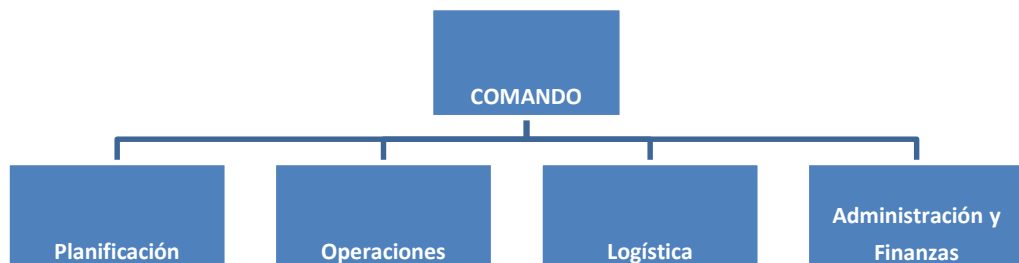 COMANDO
Planificación
Operaciones
Logística
Administración y
Finanzas